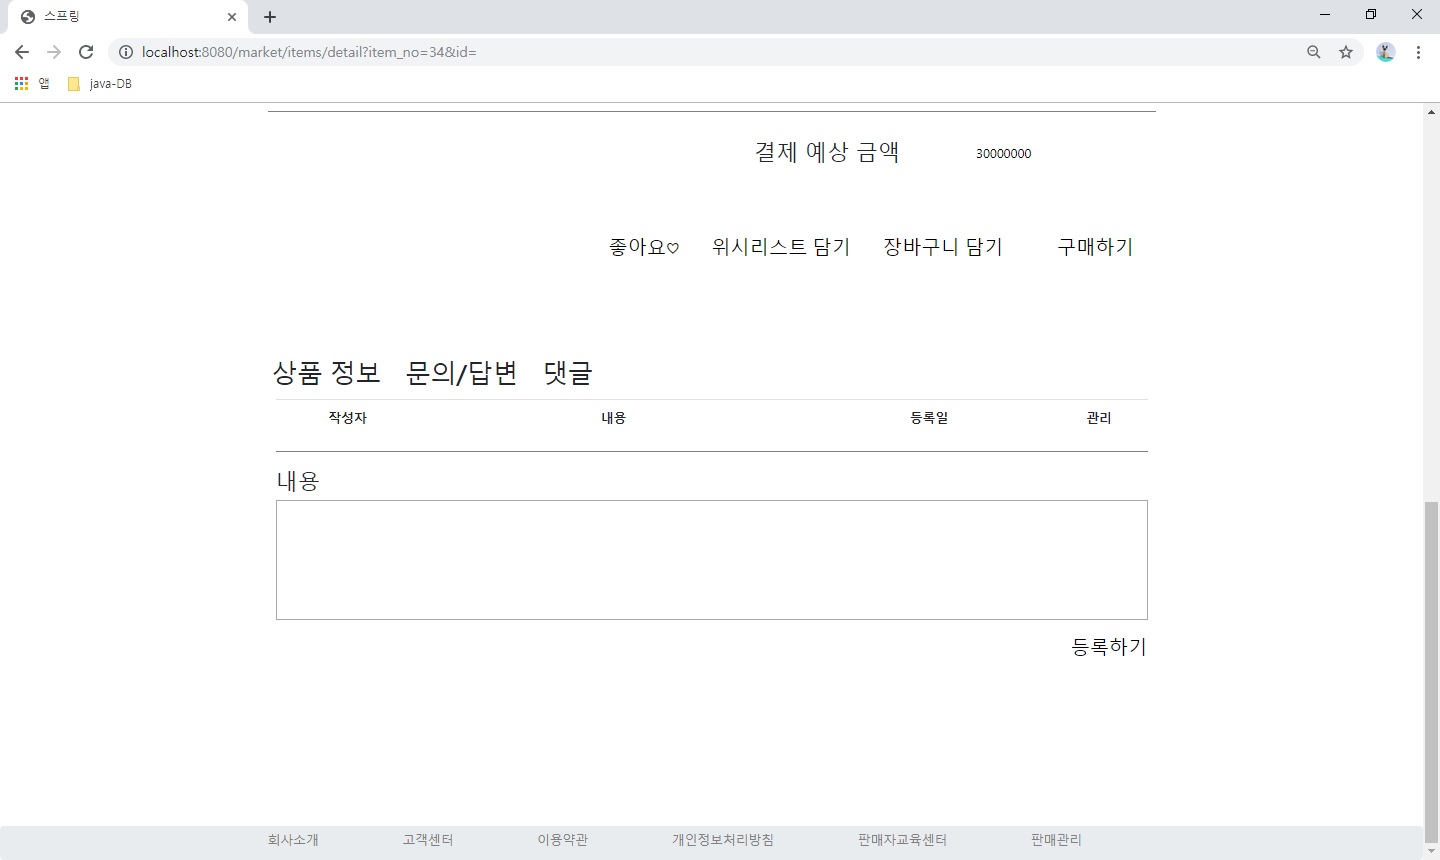 스프링
localhost:8080/market/items/detail?item_no=34&id=
앱 java-DB
결제 예상 금액 30000000
좋아요♡ 위시리스트 담기 장바구니 담기 구매하기
상품 정보 문의/답변 댓글
작성자 내용 등록일 관리
내용
등록하기
회사소개 고객센터 이용약관 개인정보처리방침 판매자교육센터 판매관리